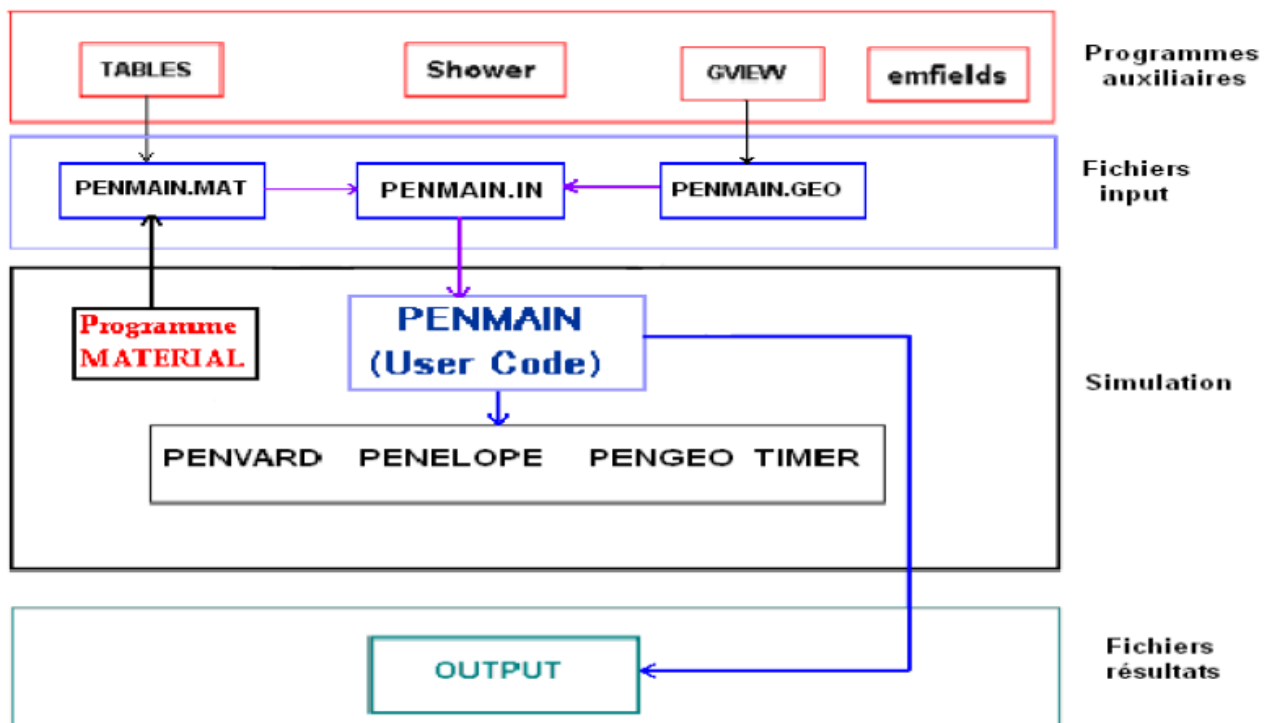 TABLES
Shower
GVIEW
emfields
Programmes
auxiliaires
PENMAIN.MAT
PENMAIN.IN
PENMAIN.GEO
Fichiers
input
Programme
MATERIAL
PENMAIN
(User Code)
Simulation
PENVARD PENELOPE PENGEO TIMER
OUTPUT
Fichiers
résultats